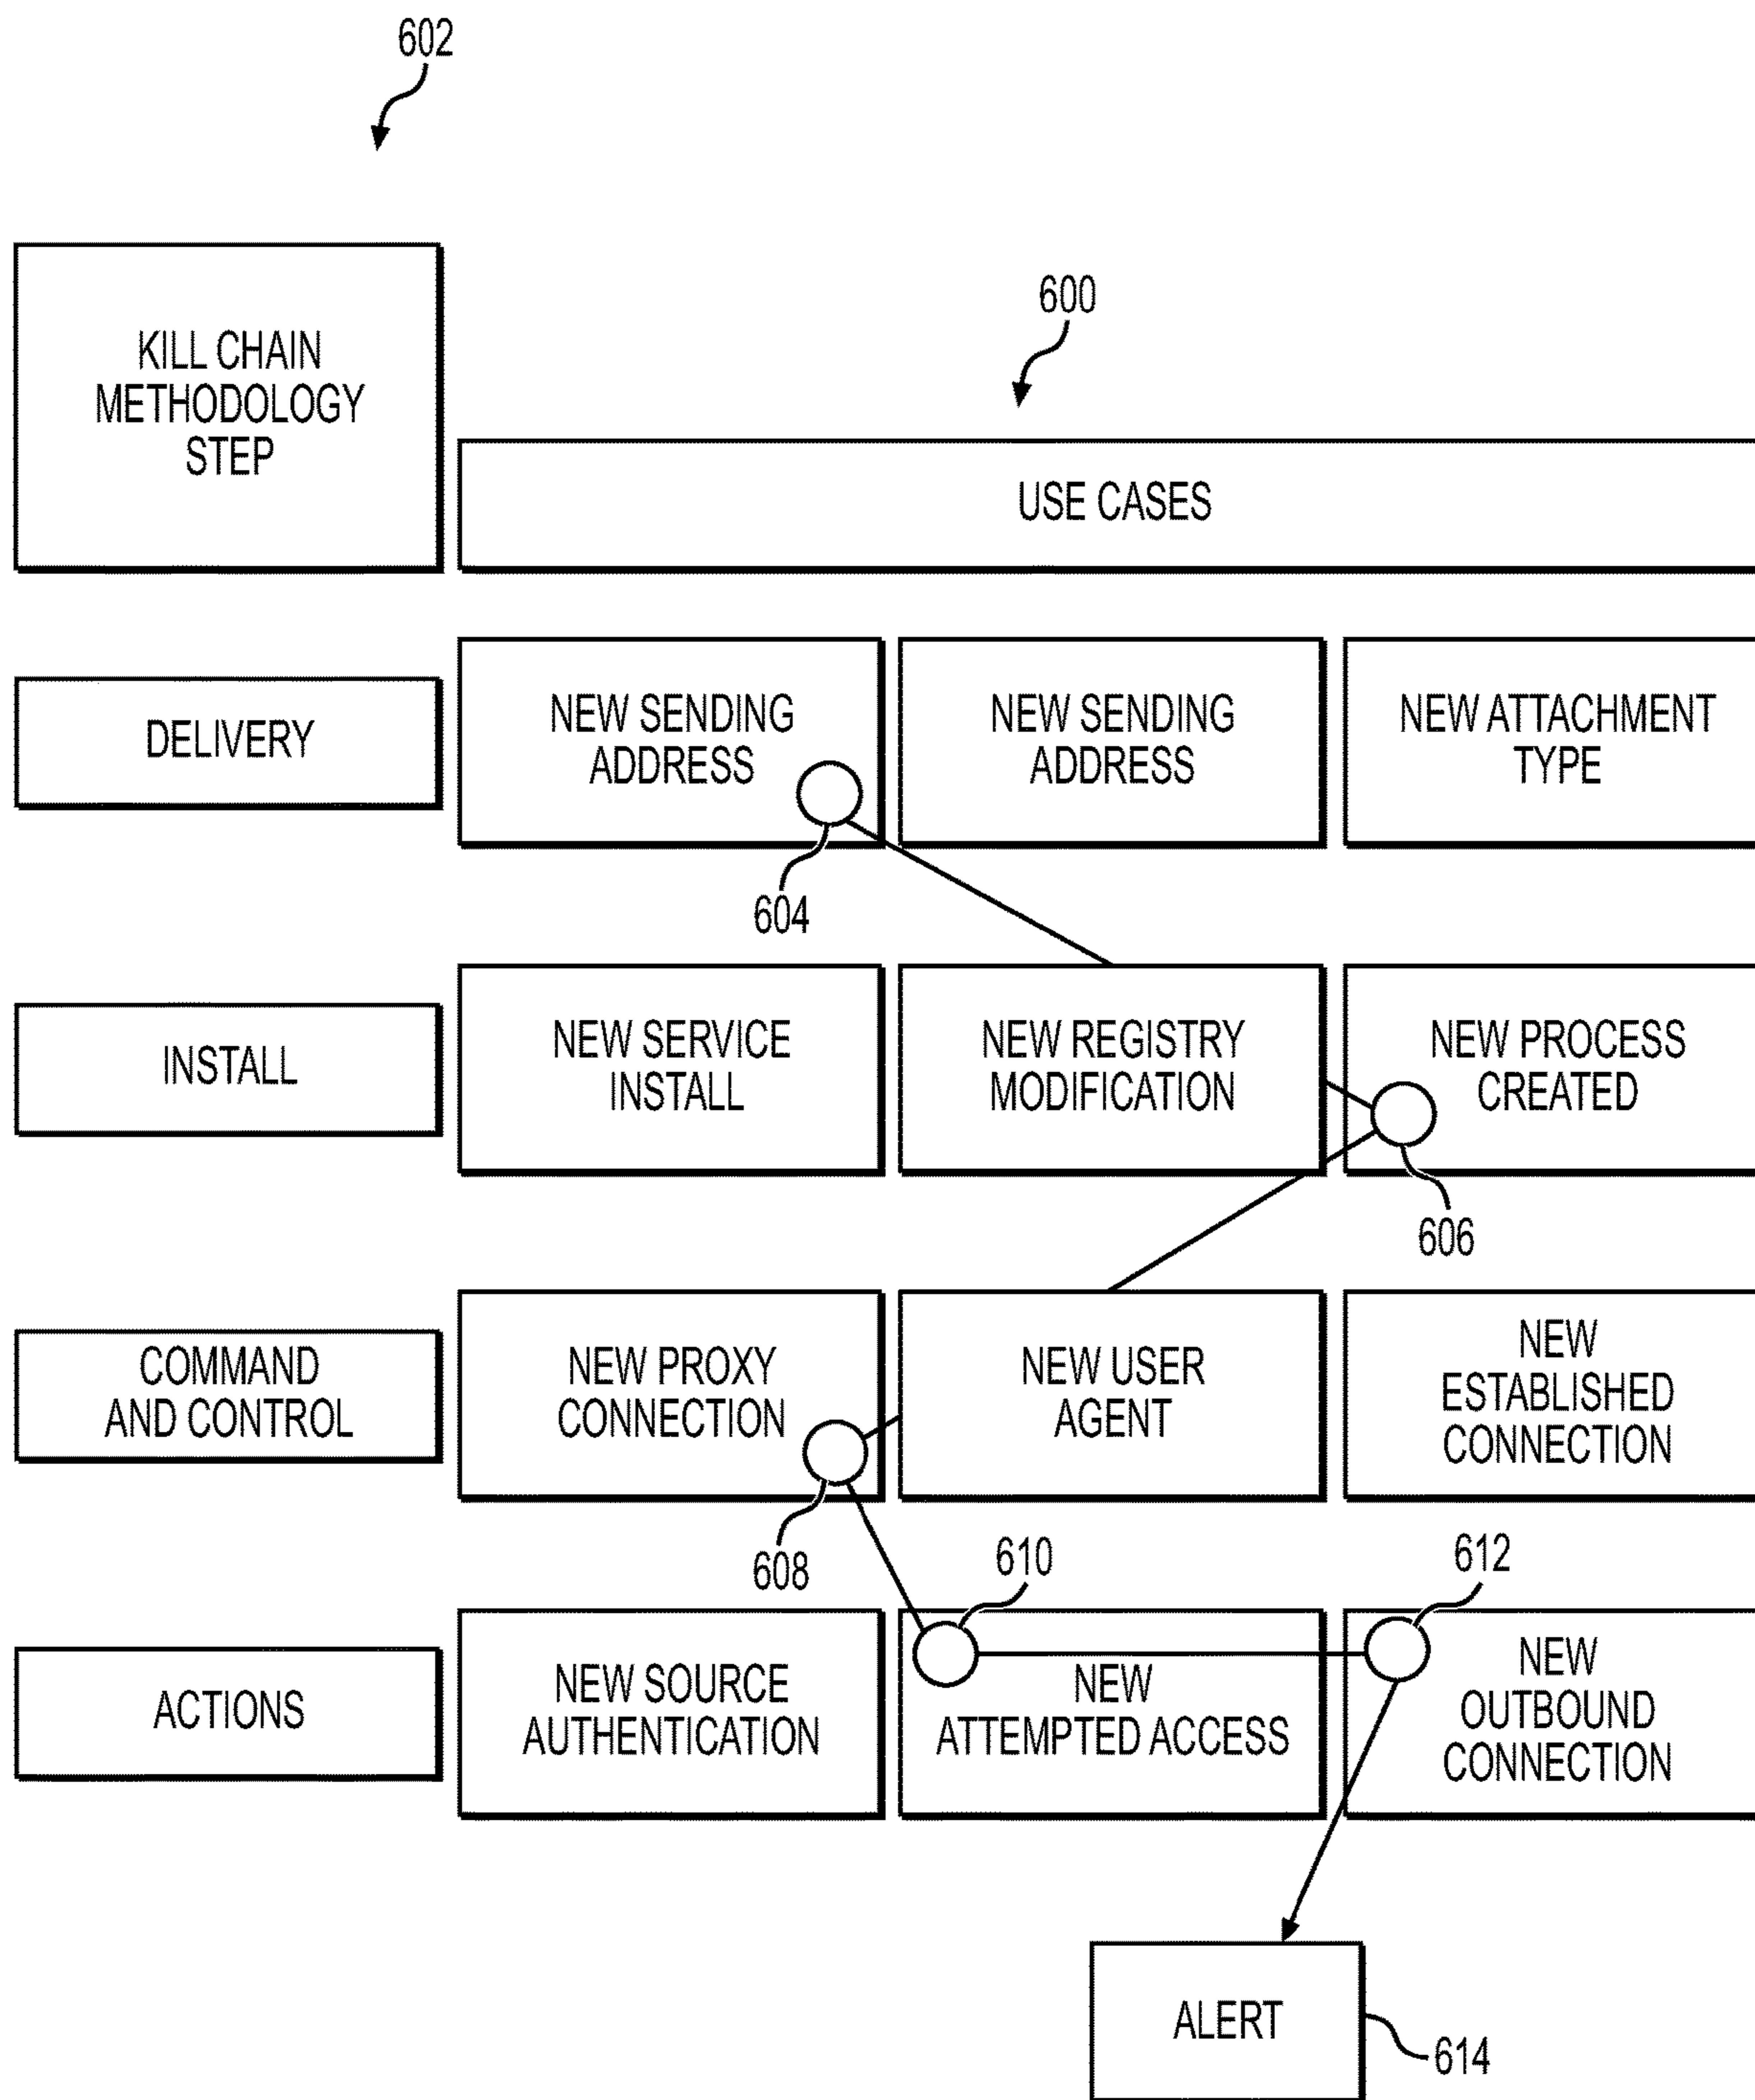 602
600
KILL CHAIN
METHODOLOGY
STEP
USE CASES
DELIVERY
NEW SENDING
ADDRESS
NEW SENDING
ADDRESS
NEW ATTACHMENT
TYPE
604
INSTALL
NEW SERVICE
INSTALL
NEW REGISTRY
MODIFICATION
NEW PROCESS
CREATED
606
COMMAND
AND CONTROL
NEW PROXY
CONNECTION
NEW USER
AGENT
NEW
ESTABLISHED
CONNECTION
608
610
612
ACTIONS
NEW SOURCE
AUTHENTICATION
NEW
ATTEMPTED ACCESS
NEW
OUTBOUND
CONNECTION
ALERT
614